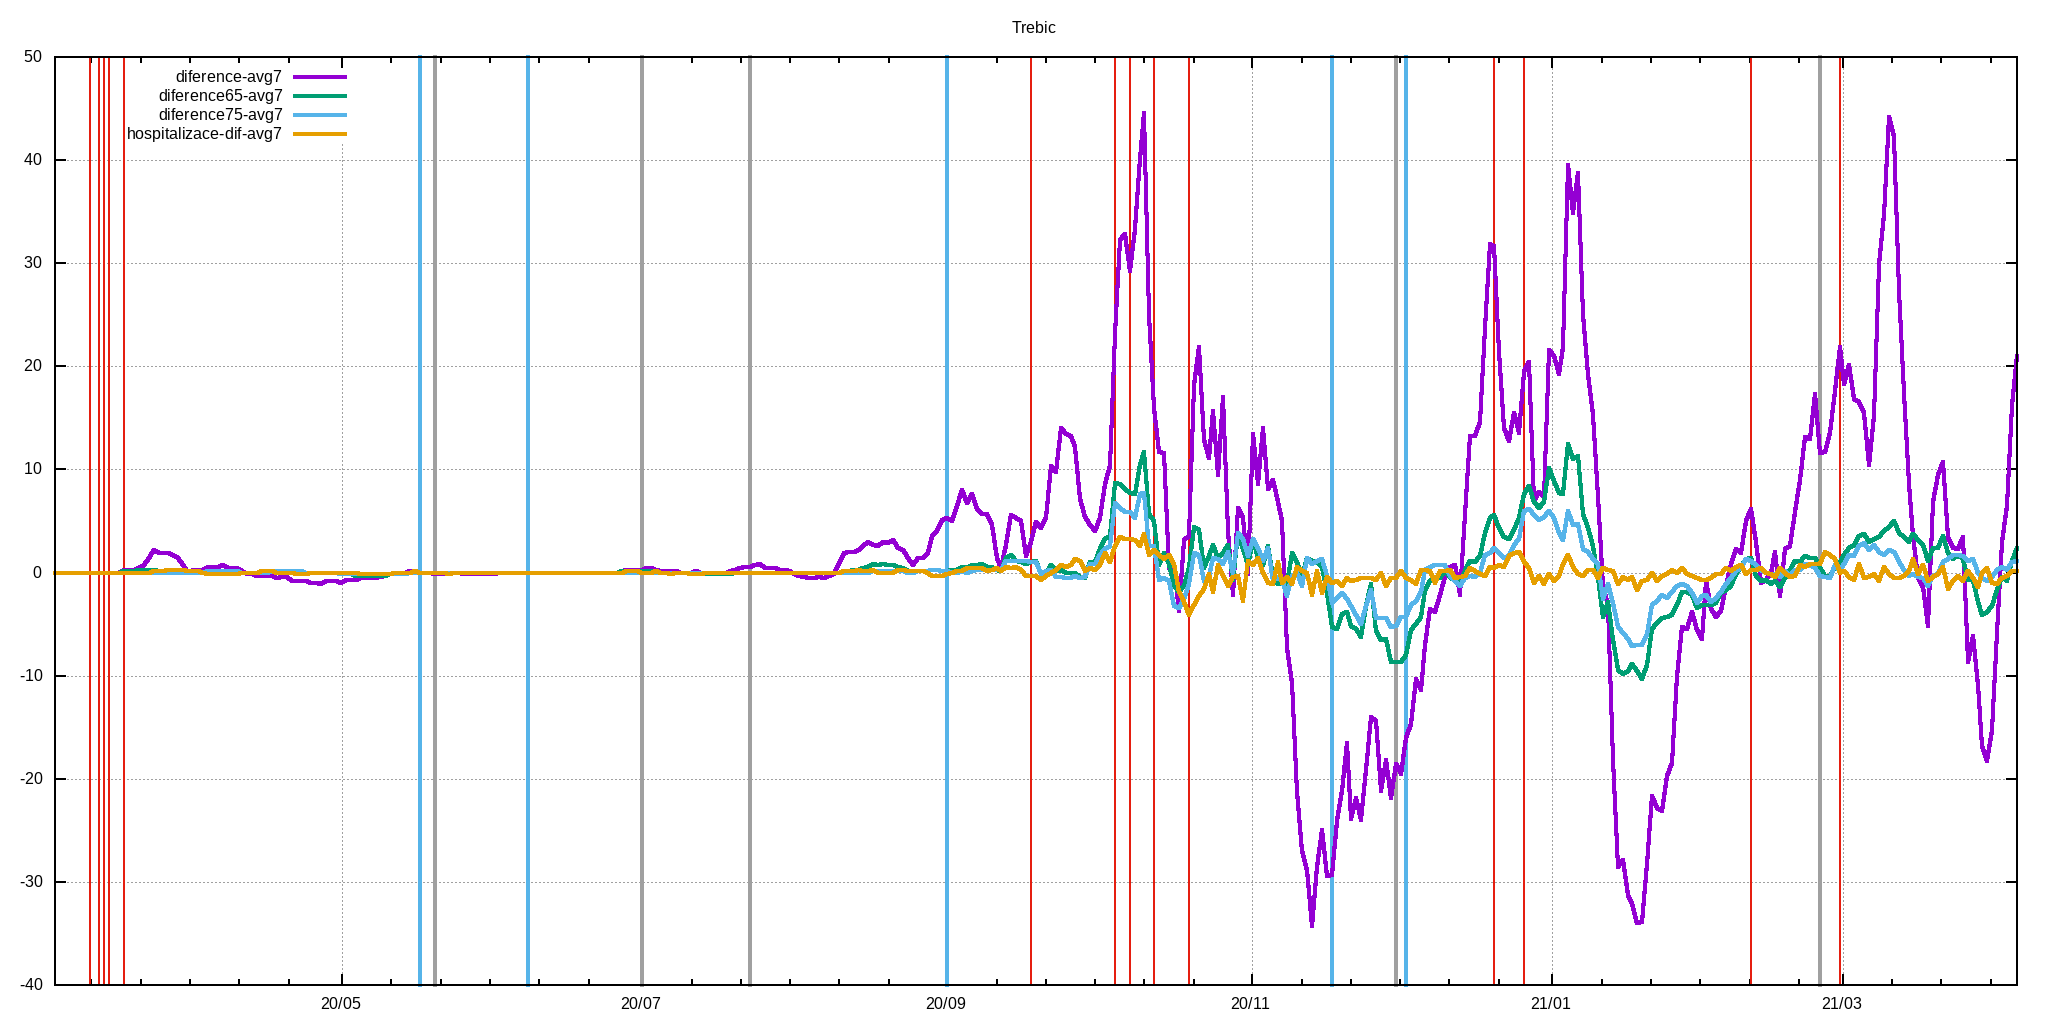 Trebic
50
diference-avg7
diference65-avg7
diference75-avg7
hospitalizace-dif-avg7
40
30
20
10
0
-10
-20
-30
-40
20/05 20/07 20/09 20/11 21/01 21/03